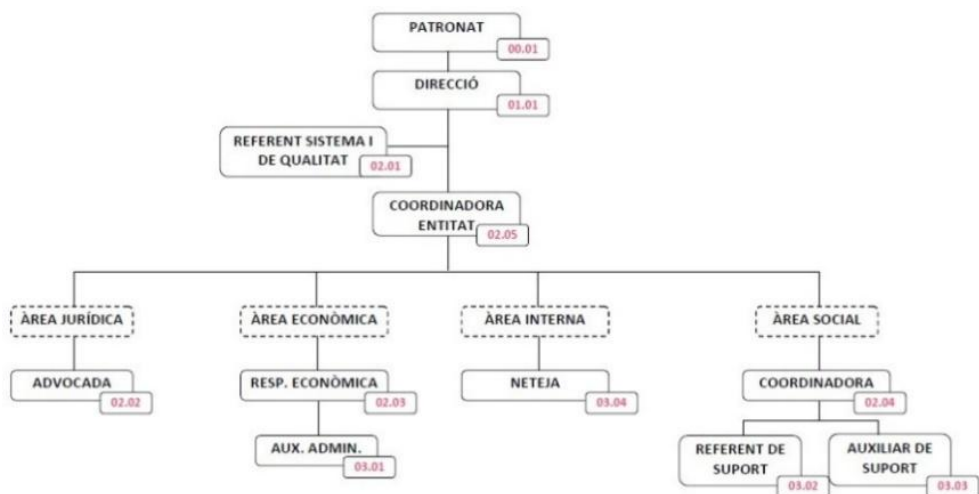 PATRONAT
00.01
DIRECCIÓ
01.01
REFERENT SISTEMA I
DE QUALITAT
02.01
COORDINADORA
ENTITAT
02.05
ÀREA JURÍDICA
ÀREA ECONÒMICA
ÀREA INTERNA
ÀREA SOCIAL
ADVOCADA
02.02
RESP. ECONÒMICA
02.03
NETEJA
03.04
COORDINADORA
02.04
AUX. ADMIN.
03.01
REFERENT DE
SUPORT
03.02
AUXILIAR DE
SUPORT
03.03